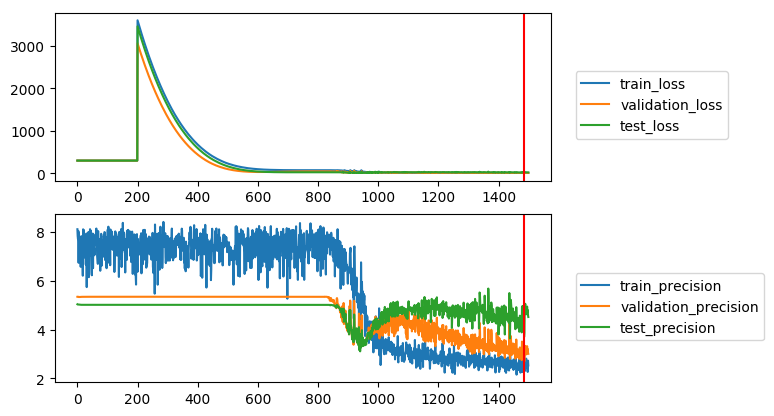 3000
2000
1000
0
0 200 400 600 800 1000 1200 1400
train_loss
validation_loss
test_loss
8
6
4
2
0 200 400 600 800 1000 1200 1400
train_precision
validation_precision
test_precision